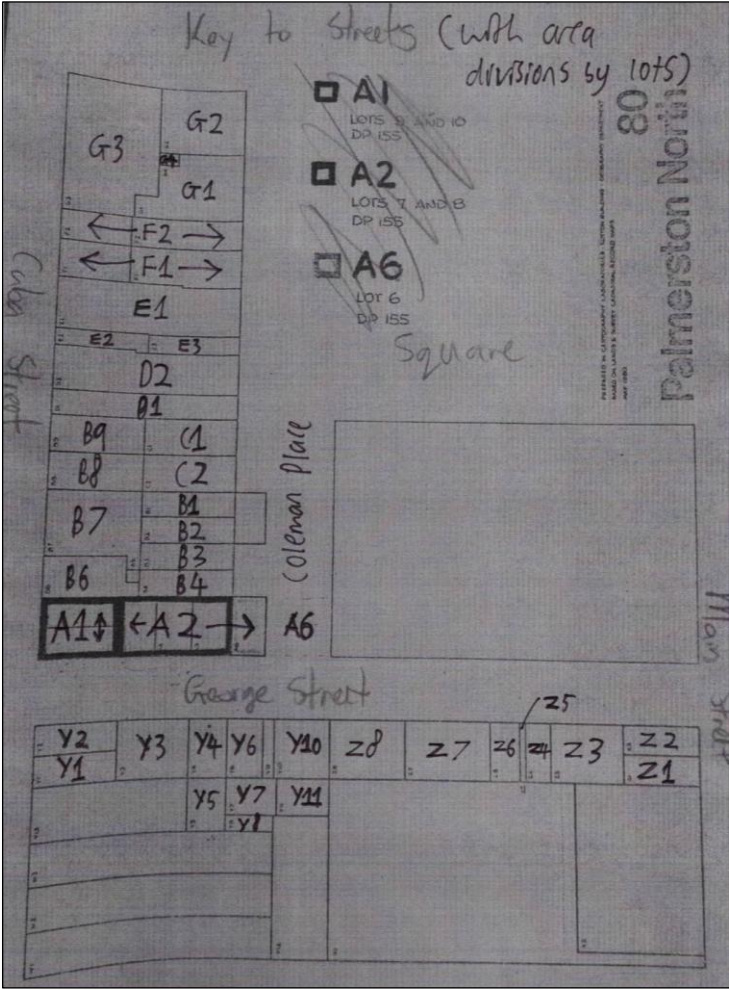 Key to Streets (with area
divisions by lots)
A1
LOTS 9 AND 10
DP 155
A2
LOTS 7 AND 8
DP 155
A6
LOT 6
DP 155
80
Palmerston North
Square
Cuba Street
Coleman Place
Main Street
George Street
G3
G2
G1
F2
F1
E1
E2
E3
D2
D1
B9
C1
B8
C2
B7
B1
B2
B3
B6
B4
A1
A2
A6
Z5
Y2
Y1
Y3
Y4
Y6
Y10
Z8
Z7
Z6
Z4
Z3
Z2
Z1
Y5
Y7
Y11
Y8